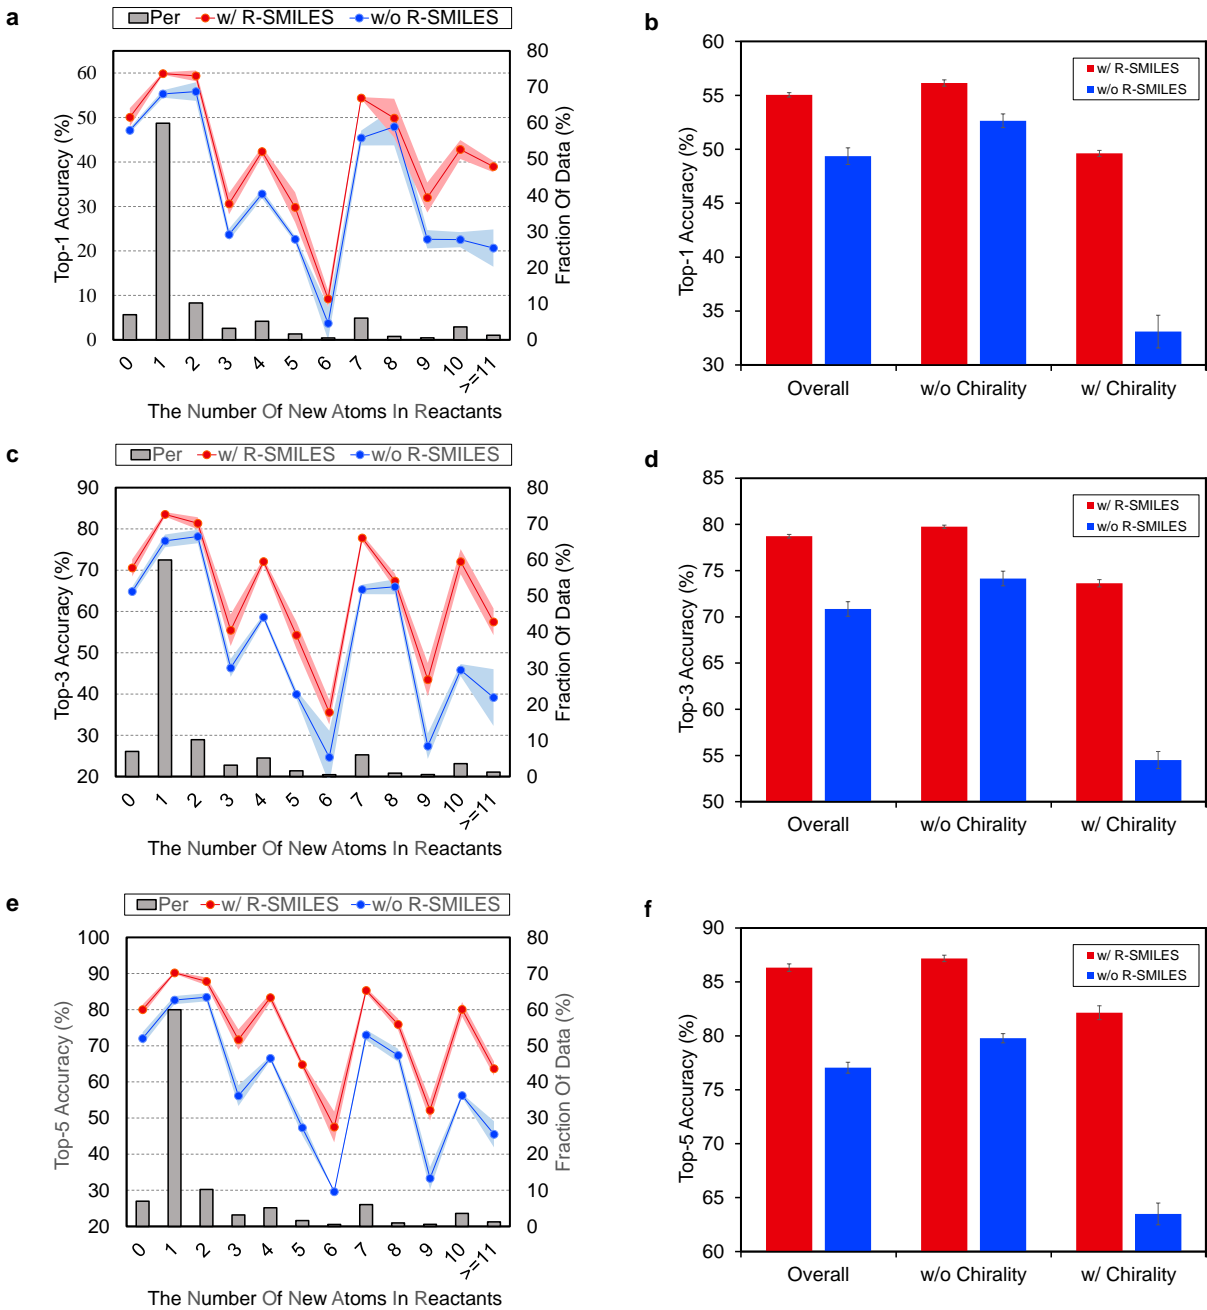 a
Per w/ R-SMILES w/o R-SMILES
Top-1 Accuracy (%)
60
50
40
30
20
10
0
80
70
60
50
40
30
20
10
0
Fraction Of Data (%)
0 1 2 3 4 5 6 7 8 9 10 >=11
The Number Of New Atoms In Reactants
b
Top-1 Accuracy (%)
60
55
50
45
40
35
30
w/ R-SMILES
w/o R-SMILES
Overall w/o Chirality w/ Chirality
c
Per w/ R-SMILES w/o R-SMILES
Top-3 Accuracy (%)
90
80
70
60
50
40
30
20
80
70
60
50
40
30
20
10
0
Fraction Of Data (%)
0 1 2 3 4 5 6 7 8 9 10 >=11
The Number Of New Atoms In Reactants
d
Top-3 Accuracy (%)
85
80
75
70
65
60
55
50
w/ R-SMILES
w/o R-SMILES
Overall w/o Chirality w/ Chirality
e
Per w/ R-SMILES w/o R-SMILES
Top-5 Accuracy (%)
100
90
80
70
60
50
40
30
20
80
70
60
50
40
30
20
10
0
Fraction Of Data (%)
0 1 2 3 4 5 6 7 8 9 10 >=11
The Number Of New Atoms In Reactants
f
Top-5 Accuracy (%)
90
85
80
75
70
65
60
w/ R-SMILES
w/o R-SMILES
Overall w/o Chirality w/ Chirality